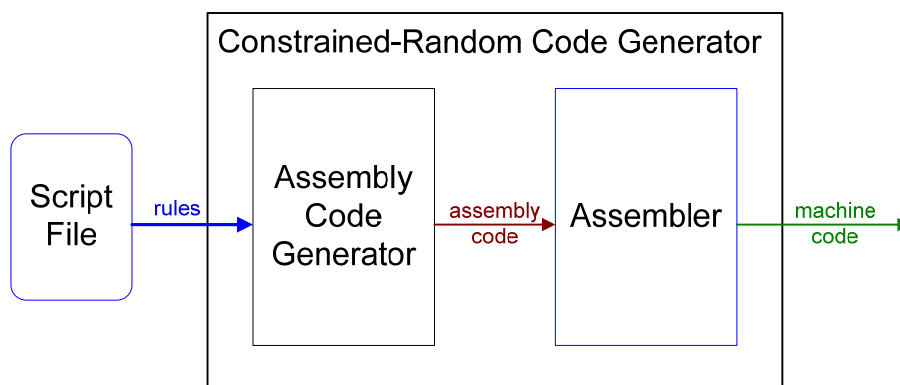 Constrained-Random Code Generator
Script
File
rules
Assembly
Code
Generator
assembly
code
Assembler
machine
code